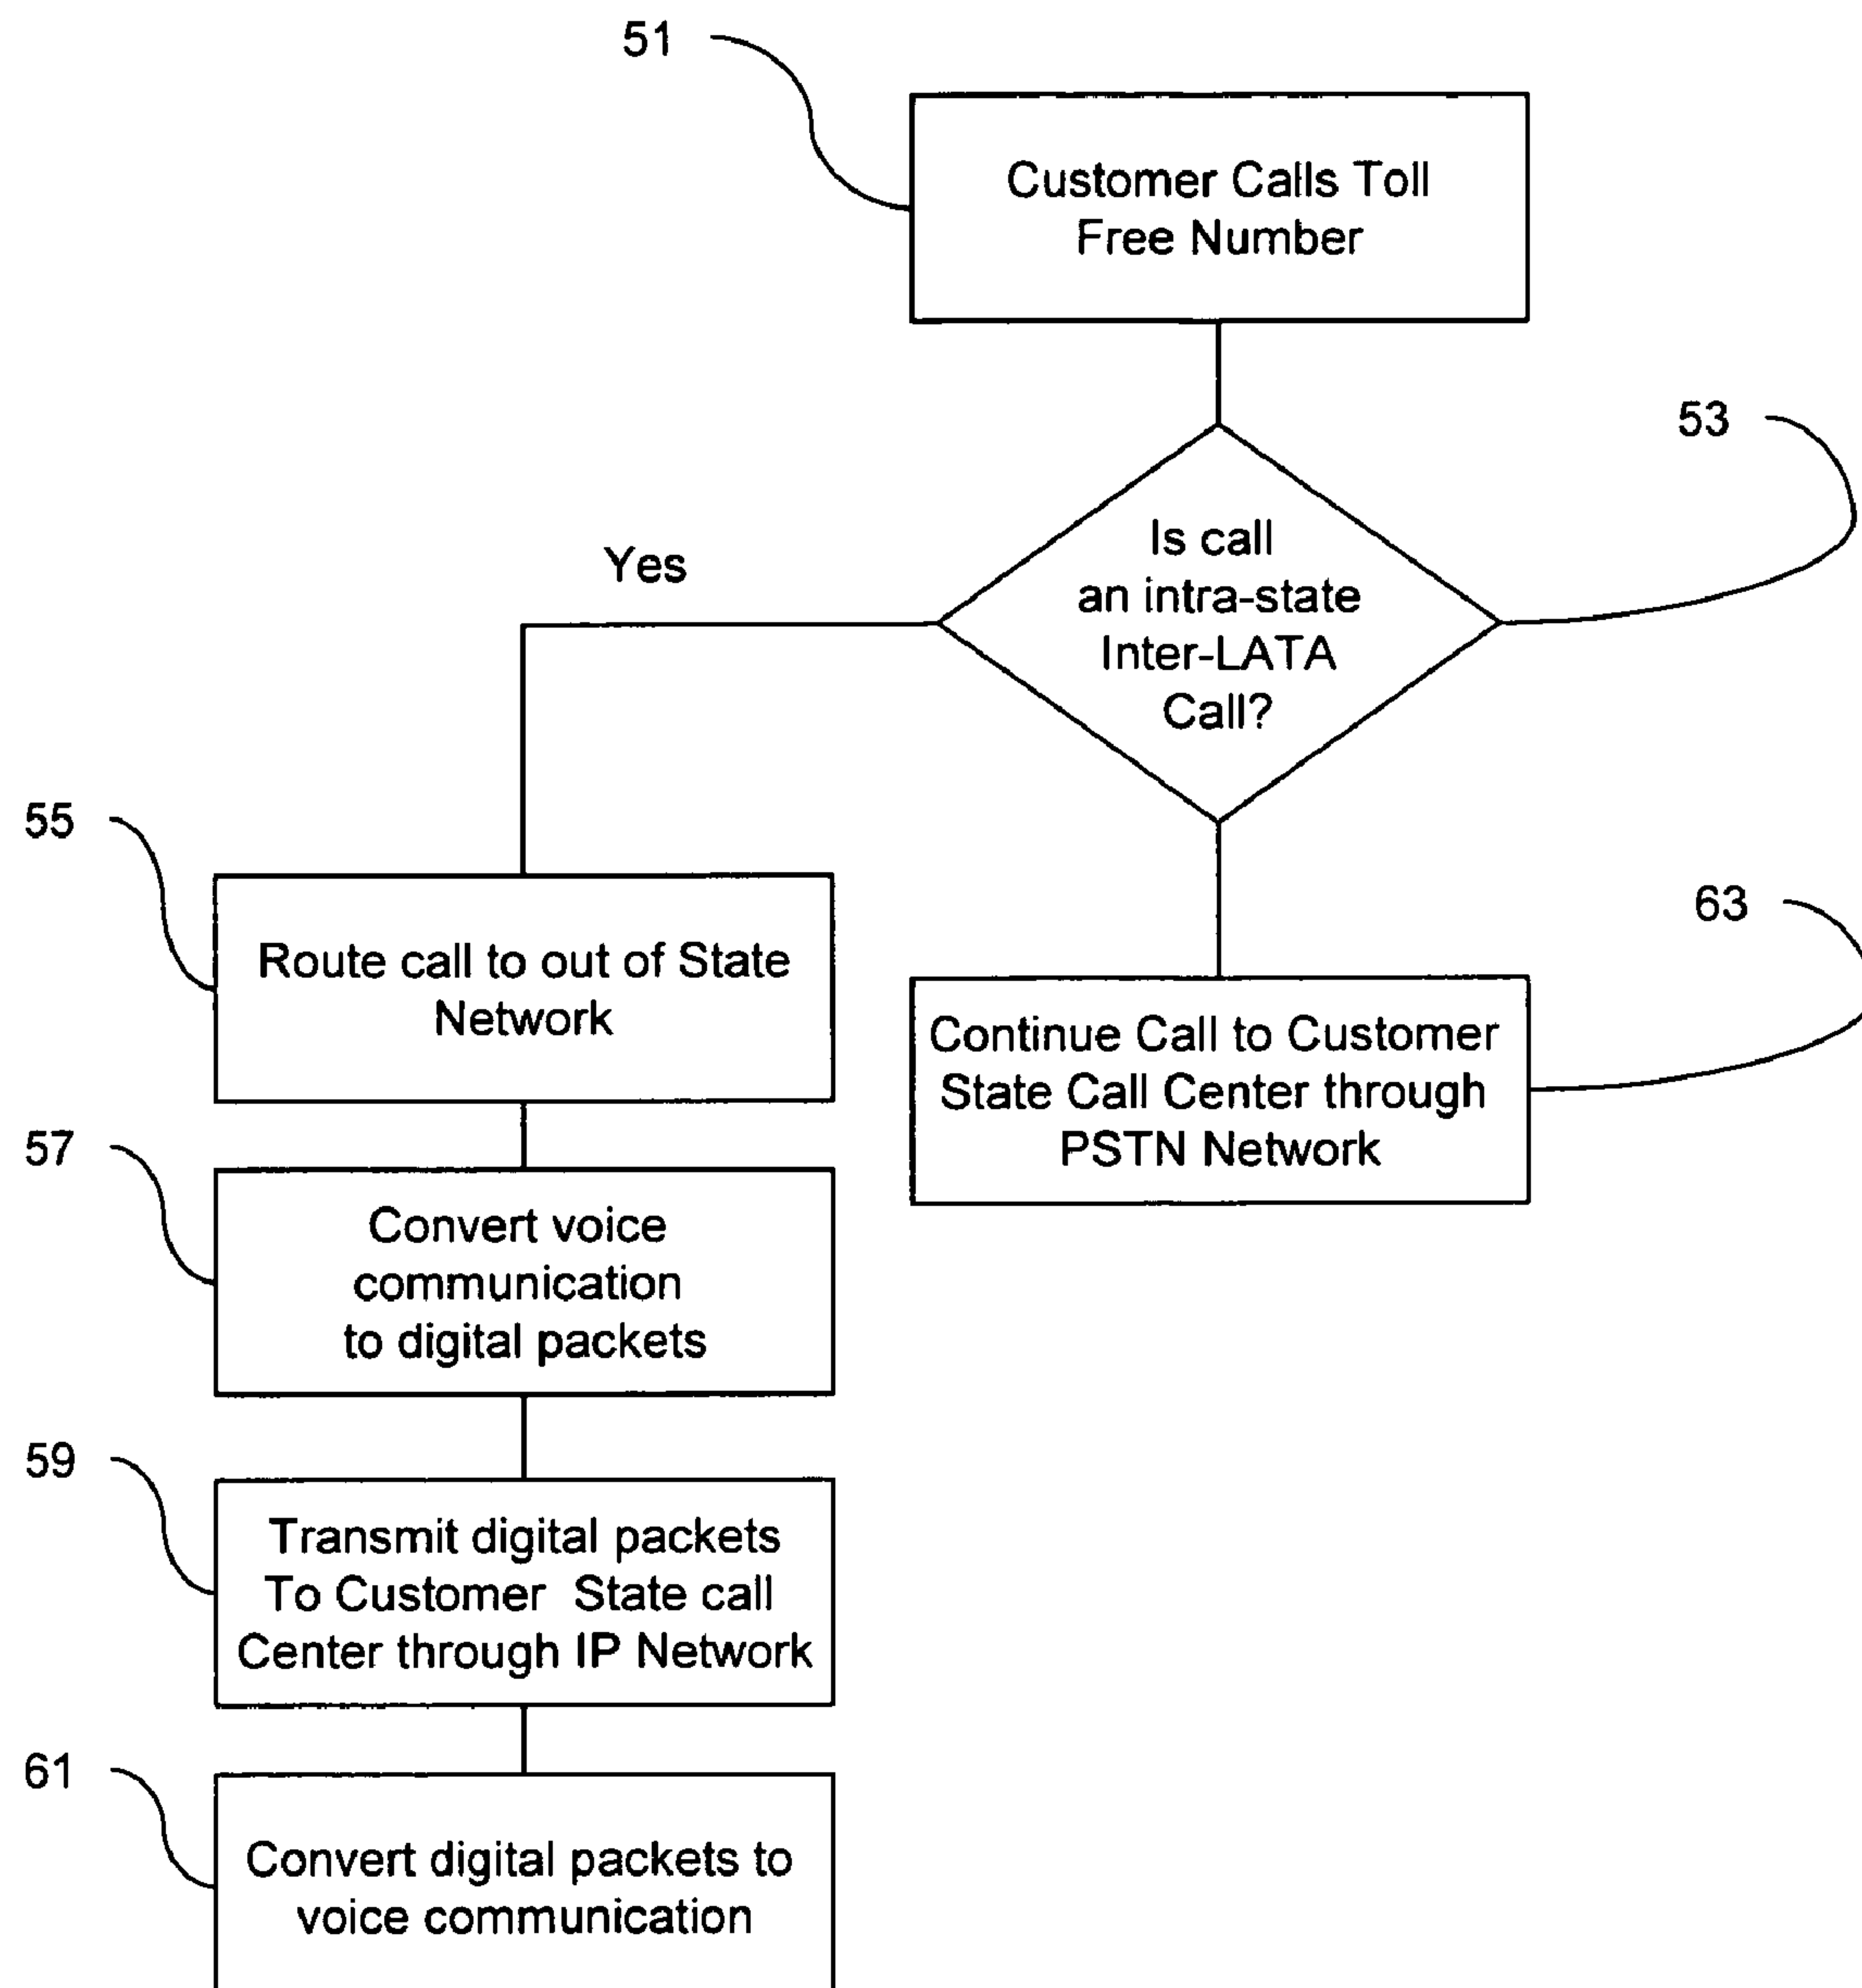 51
Customer Calls Toll
Free Number
53
Is call
an intra-state
Inter-LATA
Call?
Yes
55
Route call to out of State
Network
63
Continue Call to Customer
State Call Center through
PSTN Network
57
Convert voice
communication
to digital packets
59
Transmit digital packets
To Customer State call
Center through IP Network
61
Convert digital packets to
voice communication